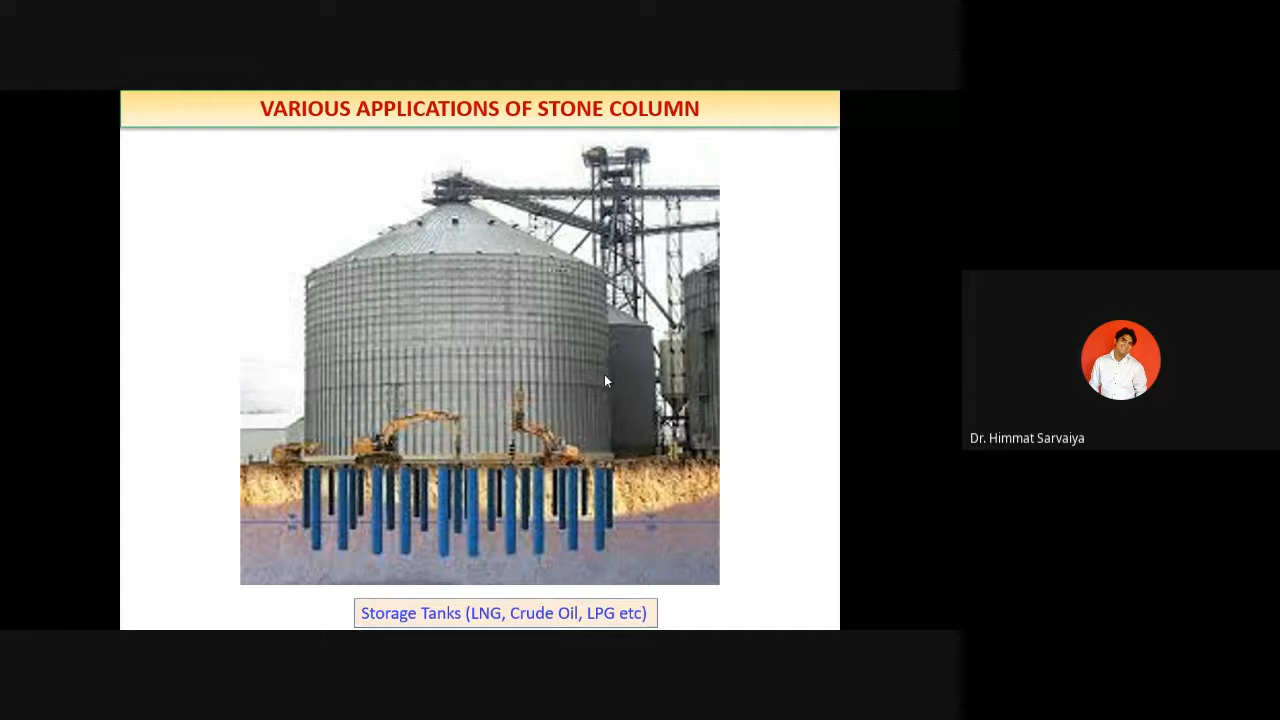 VARIOUS APPLICATIONS OF STONE COLUMN
Storage Tanks (LNG, Crude Oil, LPG etc)
Dr. Himmat Sarvaiya